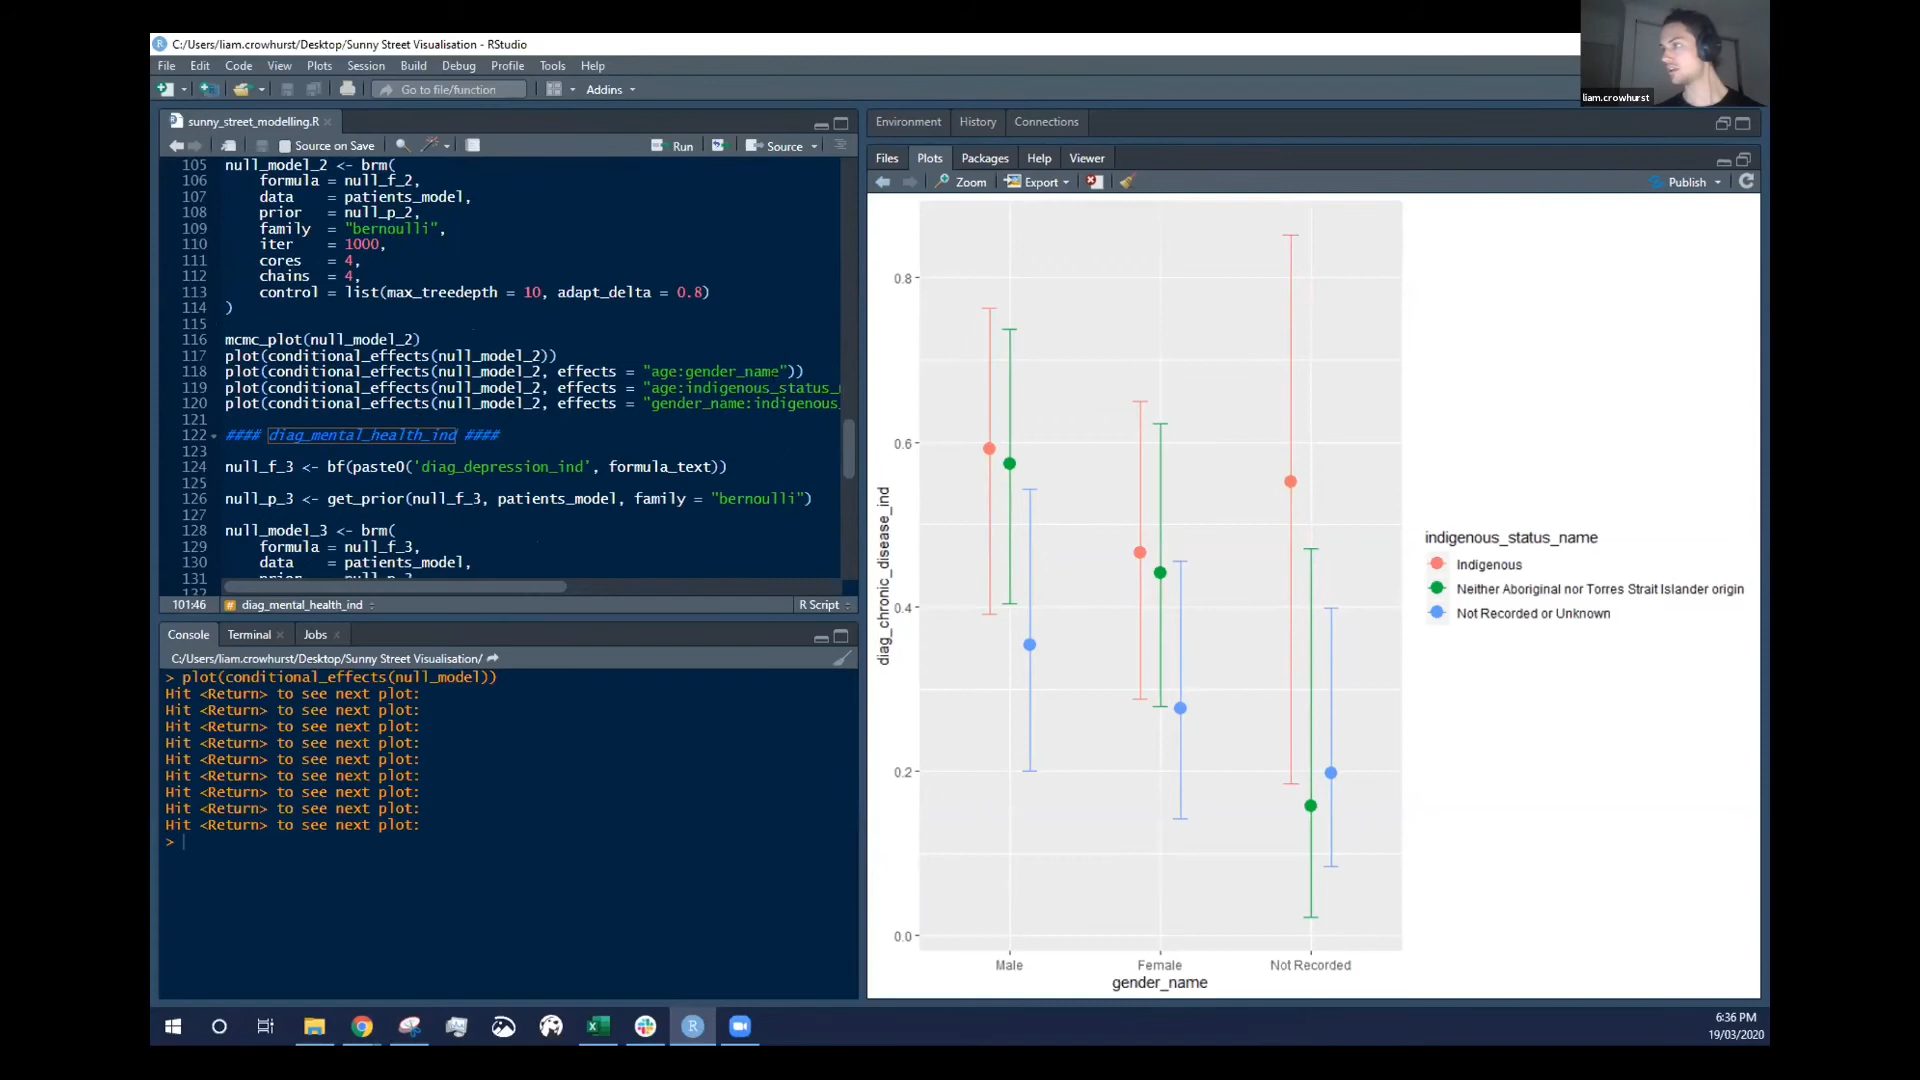 C:/Users/liam.crowhurst/Desktop/Sunny Street Visualisation - RStudio
File Edit Code View Plots Session Build Debug Profile Tools Help
Go to file/function Addins
liam.crowhurst
sunny_street_modelling.R
Source on Save Run Source
105 null_model_2 <- brm(
106 formula = null_f_2,
107 data = patients_model,
108 prior = null_p_2,
109 family = "bernoulli",
110 iter = 1000,
111 cores = 4,
112 chains = 4,
113 control = list(max_treedepth = 10, adapt_delta = 0.8)
114 )
115
116 mcmc_plot(null_model_2)
117 plot(conditional_effects(null_model_2))
118 plot(conditional_effects(null_model_2, effects = "age:gender_name"))
119 plot(conditional_effects(null_model_2, effects = "age:indigenous_status_
120 plot(conditional_effects(null_model_2, effects = "gender_name:indigenous_
121
122 #### diag_mental_health_ind ####
123
124 null_f_3 <- bf(paste0('diag_depression_ind', formula_text))
125
126 null_p_3 <- get_prior(null_f_3, patients_model, family = "bernoulli")
127
128 null_model_3 <- brm(
129 formula = null_f_3,
130 data = patients_model,
131
101:46 diag_mental_health_ind R Script
Console Terminal Jobs
C:/Users/liam.crowhurst/Desktop/Sunny Street Visualisation/
> plot(conditional_effects(null_model))
Hit <Return> to see next plot:
Hit <Return> to see next plot:
Hit <Return> to see next plot:
Hit <Return> to see next plot:
Hit <Return> to see next plot:
Hit <Return> to see next plot:
Hit <Return> to see next plot:
Hit <Return> to see next plot:
Hit <Return> to see next plot:
>
Environment History Connections
Files Plots Packages Help Viewer
Zoom Export Publish
0.8
0.6
0.4
0.2
0.0
diag_chronic_disease_ind
Male Female Not Recorded
gender_name
indigenous_status_name
Indigenous
Neither Aboriginal nor Torres Strait Islander origin
Not Recorded or Unknown
6:36 PM
19/03/2020